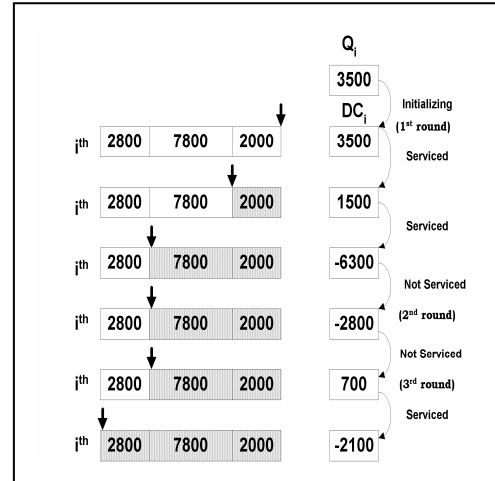 Qi
3500
DCi
Initializing
(1st round)
ith 2800 7800 2000 3500
Serviced
ith 2800 7800 2000 1500
Serviced
ith 2800 7800 2000 -6300
Not Serviced
(2nd round)
ith 2800 7800 2000 -2800
Not Serviced
ith 2800 7800 2000 700
(3rd round)
Serviced
ith 2800 7800 2000 -2100